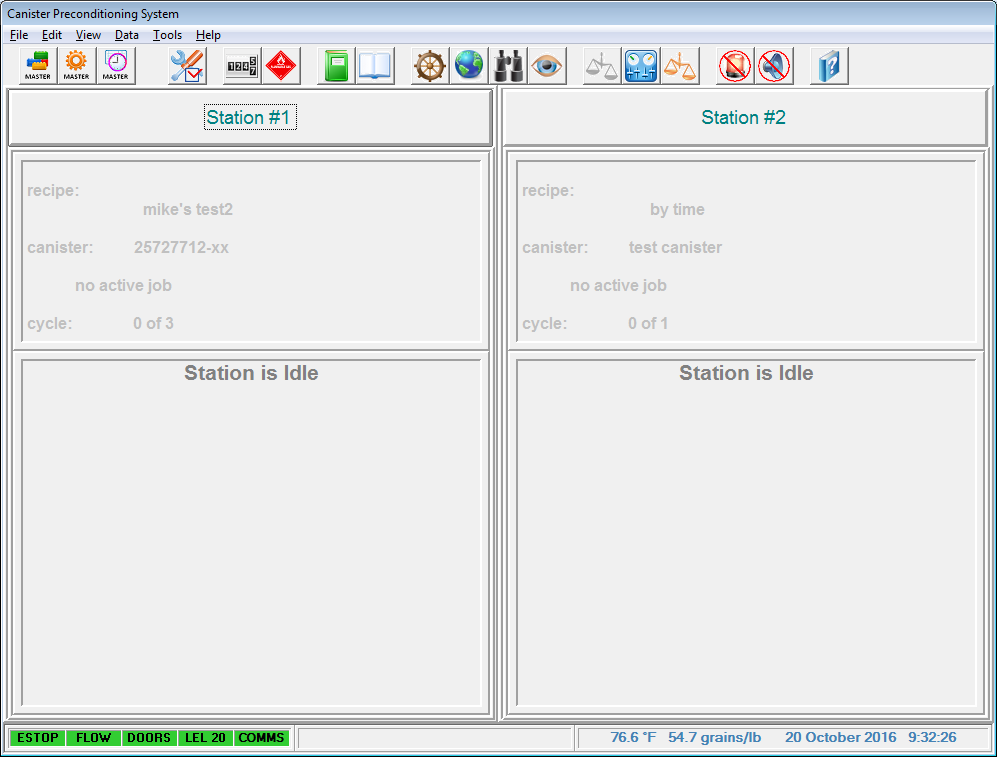 Canister Preconditioning System
File Edit View Data Tools Help
MASTER MASTER MASTER
Station #1
recipe:
mike's test2
canister: 25727712-xx
no active job
cycle: 0 of 3
Station is Idle
Station #2
recipe:
by time
canister: test canister
no active job
cycle: 0 of 1
Station is Idle
ESTOP FLOW DOORS LEL 20 COMMS
76.6 °F 54.7 grains/lb 20 October 2016 9:32:26